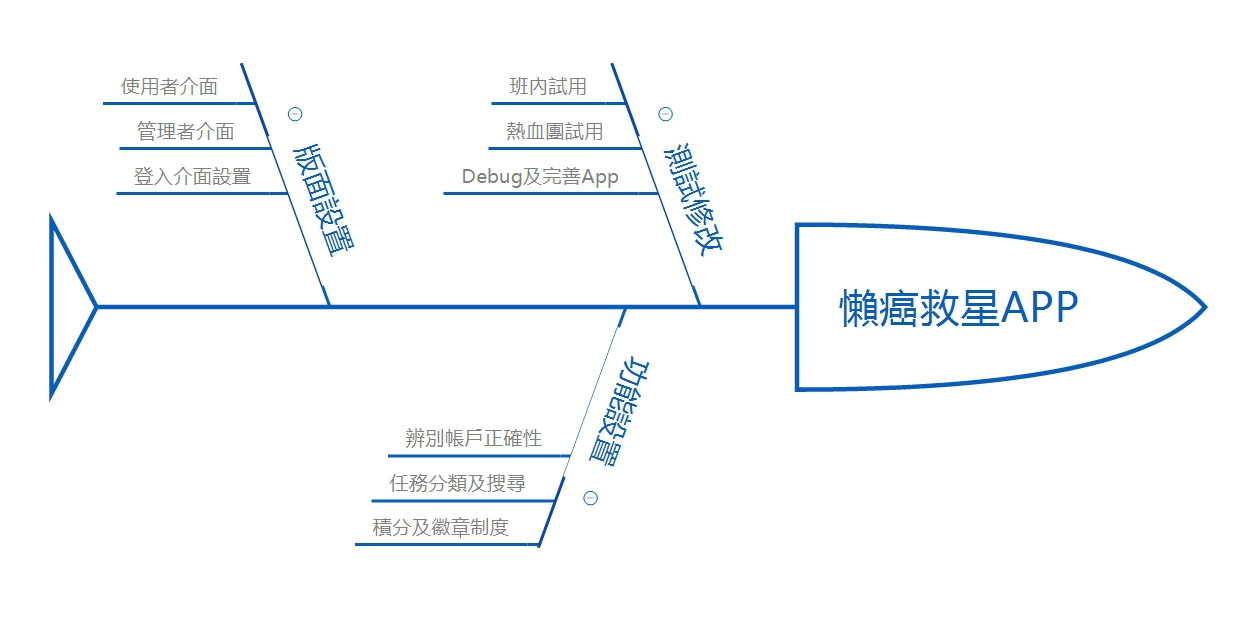 使用者介面
管理者介面
登入介面設置
版面設置
班内試用
熱血團試用
Debug及完善App
測試修改
懶癌救星APP
功能設置
辨別帳戶正確性
任務分類及搜尋
積分及徽章制度